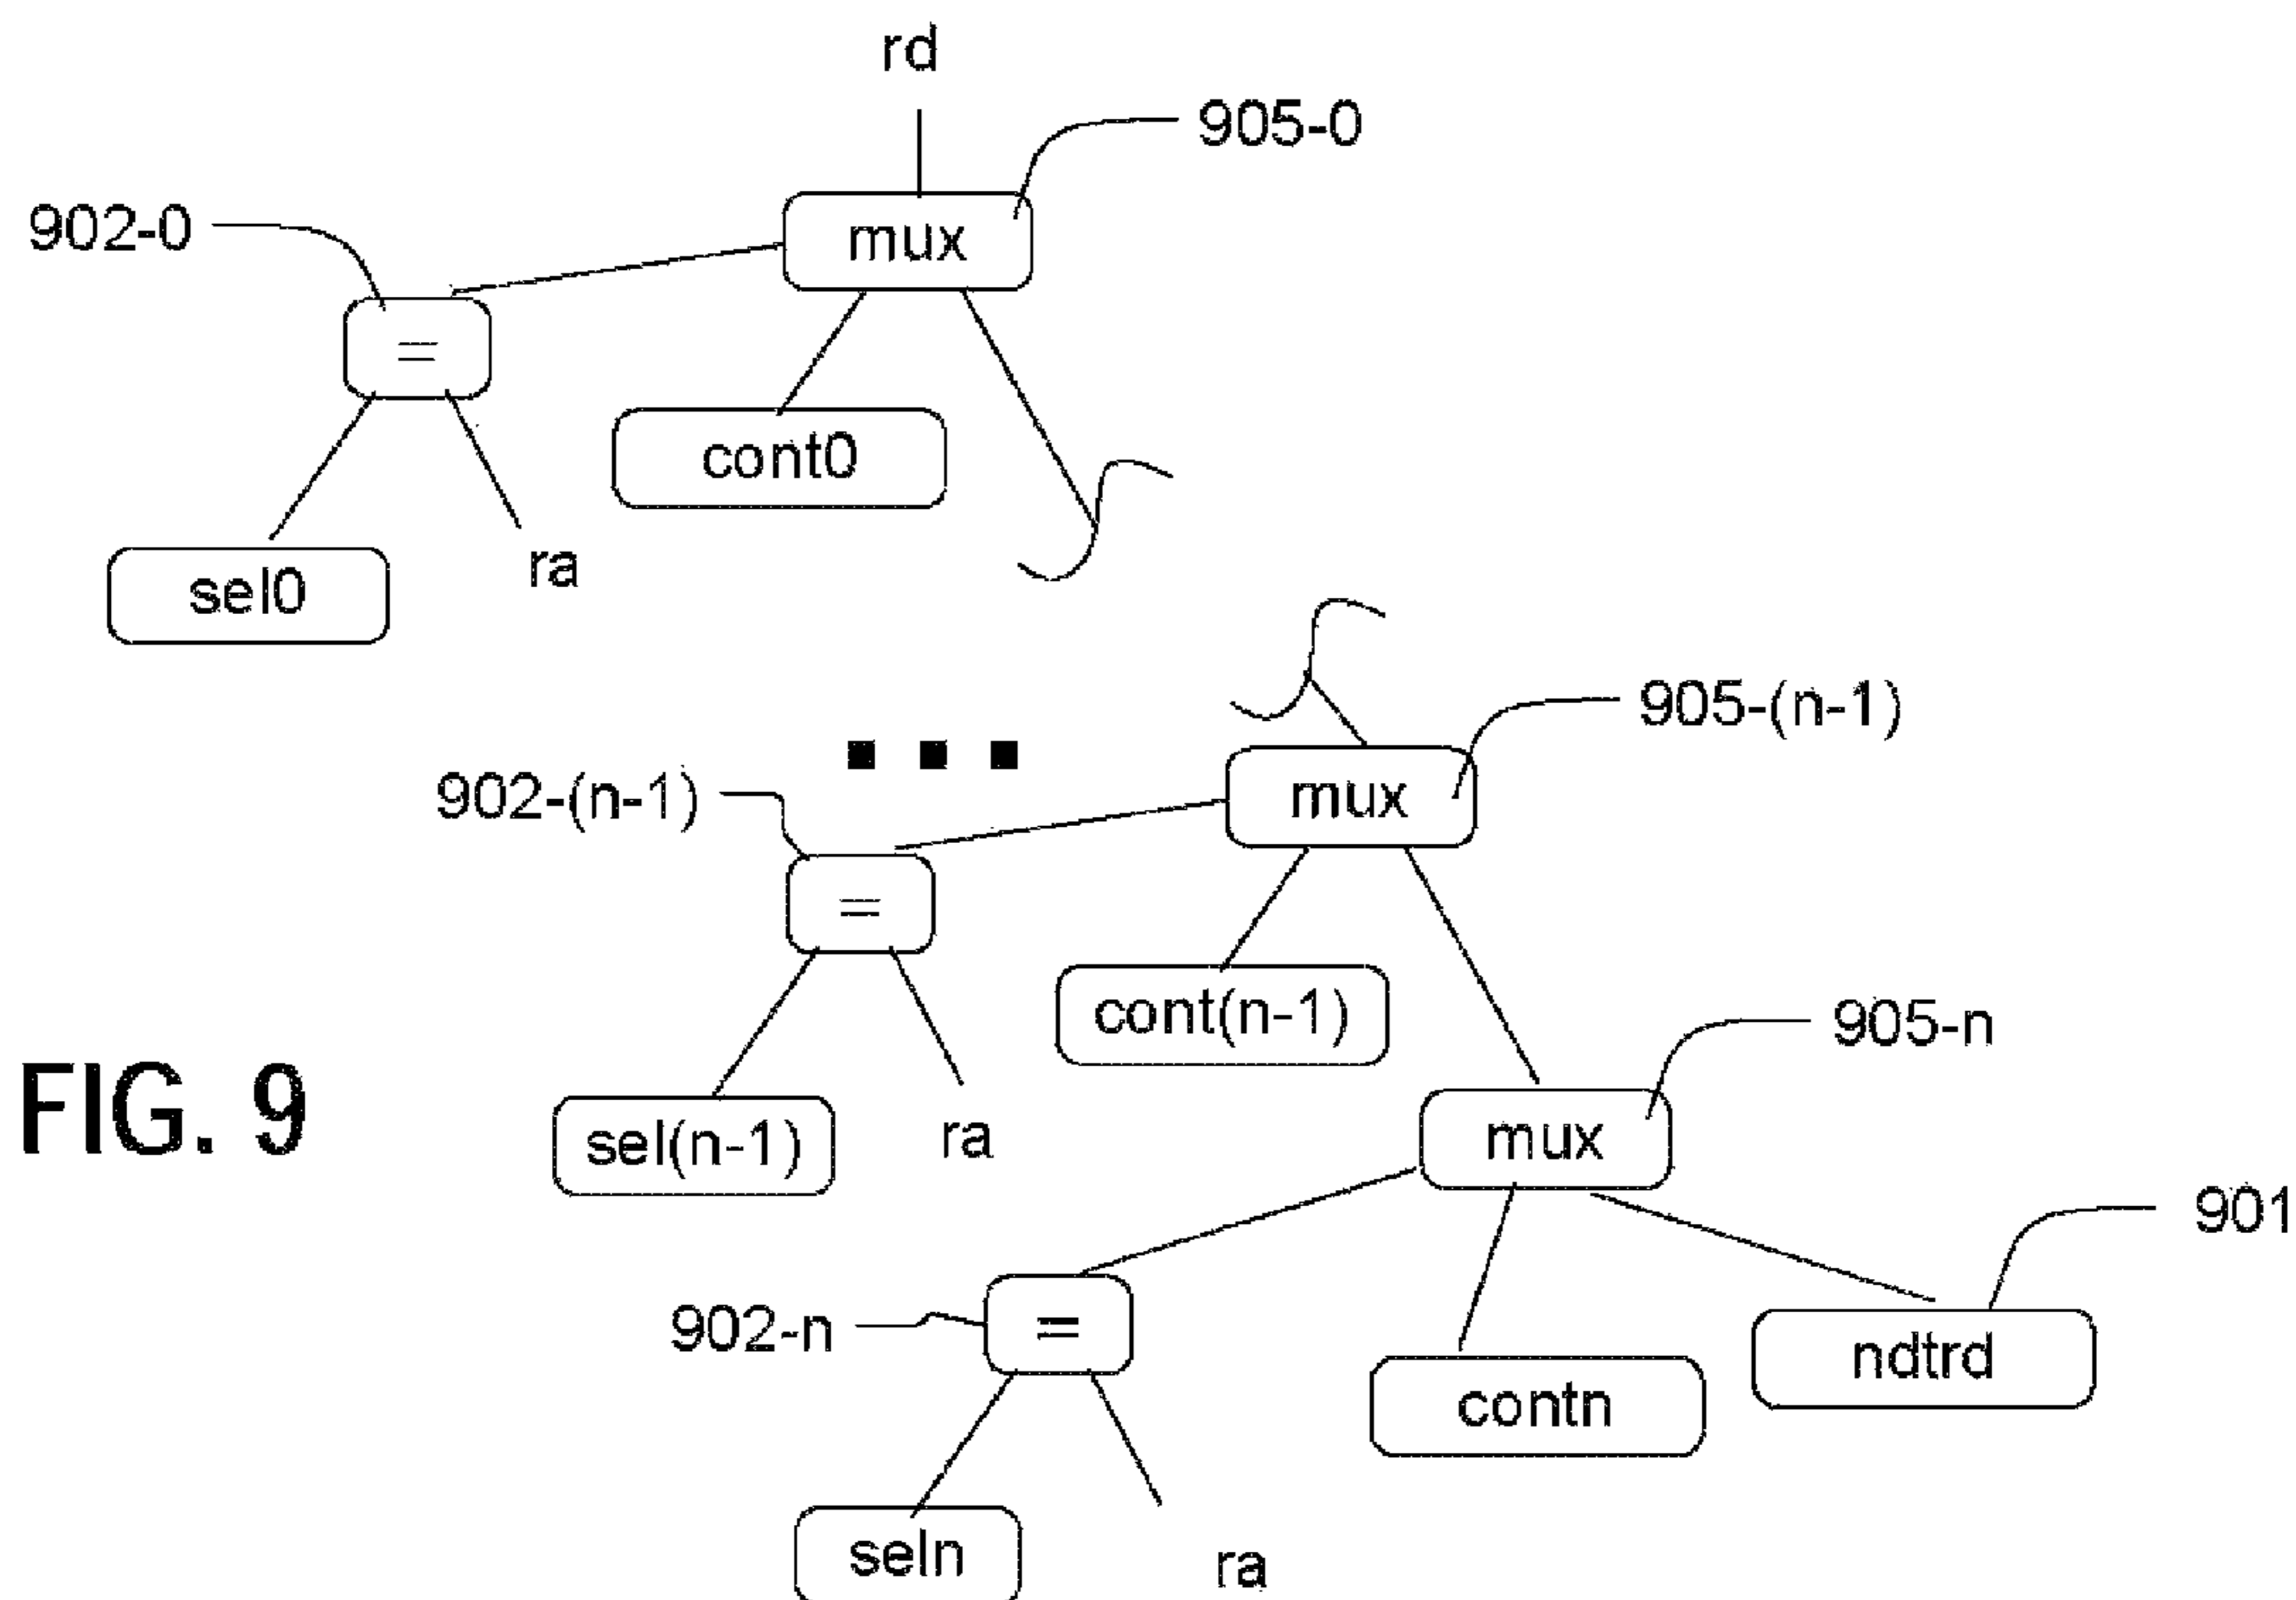 rd
905-0
902-0
mux
=
cont0
sel0
ra
905-(n-1)
902-(n-1)
mux
=
cont(n-1)
905-n
FIG. 9
sel(n-1)
ra
mux
901
902-n
=
ndtrd
contn
seln
ra